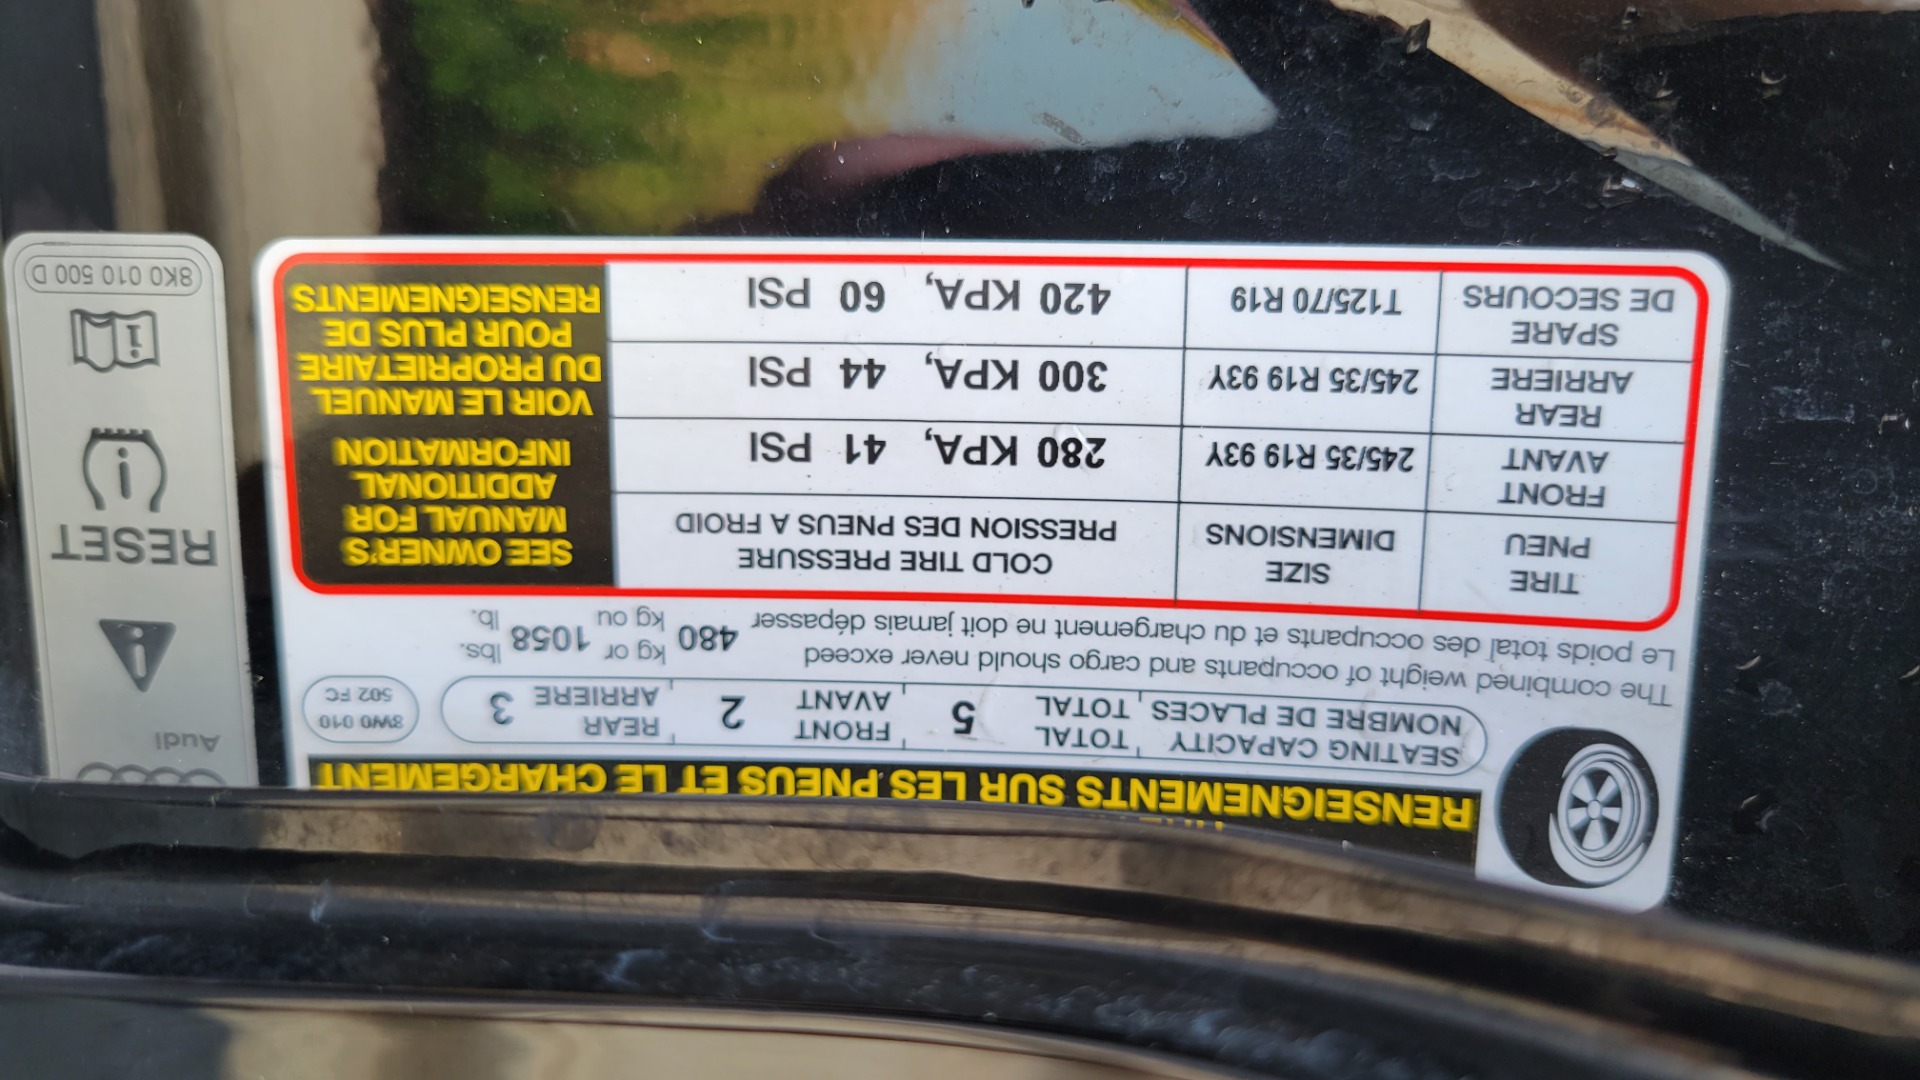 RENSEIGNEMENTS SUR LES PNEUS ET LE CHARGEMENT
SEATING CAPACITY TOTAL 5 FRONT 2 REAR 3
NOMBRE DE PLACES TOTAL AVANT ARRIERE
8W0 010
502 FC
The combined weight of occupants and cargo should never exceed 480 kg or 1058 lbs.
Le poids total des occupants et du chargement ne doit jamais dépasser kg ou lb.
TIRE
PNEU
SIZE
DIMENSIONS
COLD TIRE PRESSURE
PRESSION DES PNEUS A FROID
FRONT
AVANT
245/35 R19 93Y
280 KPA, 41 PSI
REAR
ARRIERE
245/35 R19 93Y
300 KPA, 44 PSI
SPARE
DE SECOURS
T125/70 R19
420 KPA, 60 PSI
SEE OWNER'S
MANUAL FOR
ADDITIONAL
INFORMATION
VOIR LE MANUEL
DU PROPRIETAIRE
POUR PLUS DE
RENSEIGNEMENTS
Audi
RESET
8K0 010 500 D